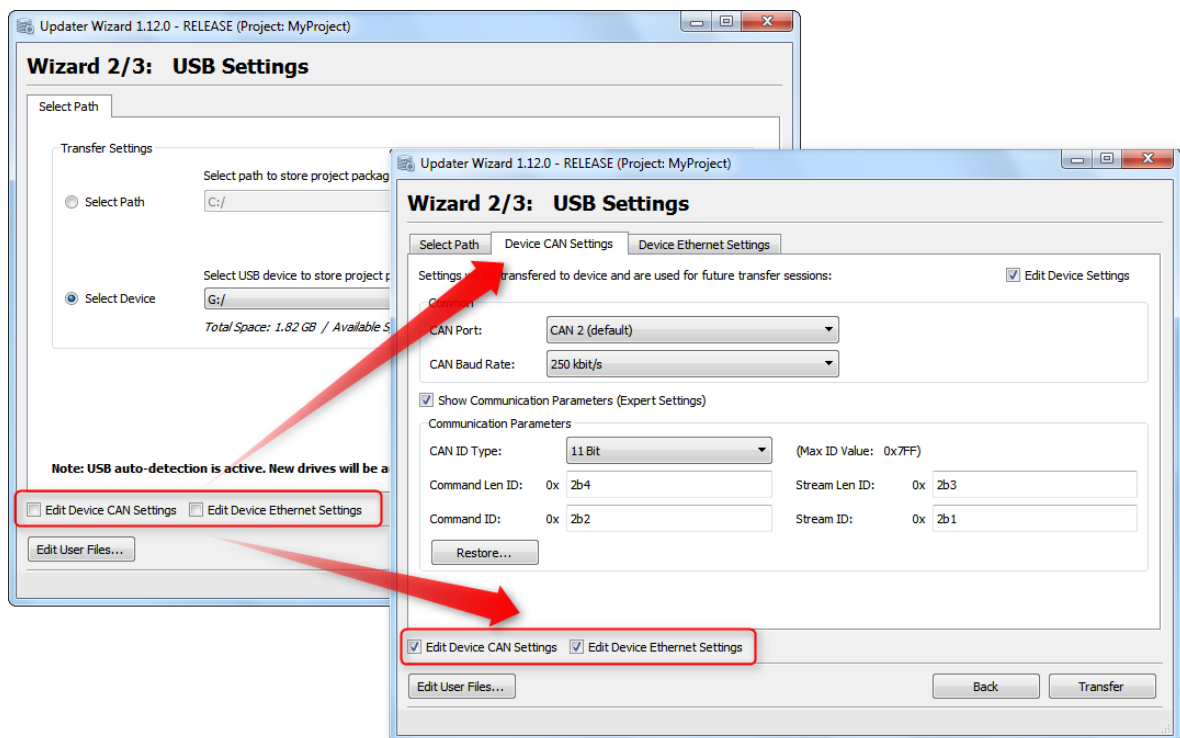 Updater Wizard 1.12.0 - RELEASE (Project: MyProject)
Wizard 2/3: USB Settings
Select Path
Transfer Settings
Select path to store project packag
Select Path
C:/
Select USB device to store project p
Select Device
G:/
Total Space: 1.82 GB / Available S
Note: USB auto-detection is active. New drives will be a
Edit Device CAN Settings Edit Device Ethernet Settings
Edit User Files...
Updater Wizard 1.12.0 - RELEASE (Project: MyProject)
Wizard 2/3: USB Settings
Select Path Device CAN Settings Device Ethernet Settings
Settings transfered to device and are used for future transfer sessions: Edit Device Settings
Common
CAN Port: CAN 2 (default)
CAN Baud Rate: 250 kbit/s
Show Communication Parameters (Expert Settings)
Communication Parameters
CAN ID Type: 11 Bit (Max ID Value: 0x7FF)
Command Len ID: 0x 2b4 Stream Len ID: 0x 2b3
Command ID: 0x 2b2 Stream ID: 0x 2b1
Restore...
Edit Device CAN Settings Edit Device Ethernet Settings
Edit User Files... Back Transfer